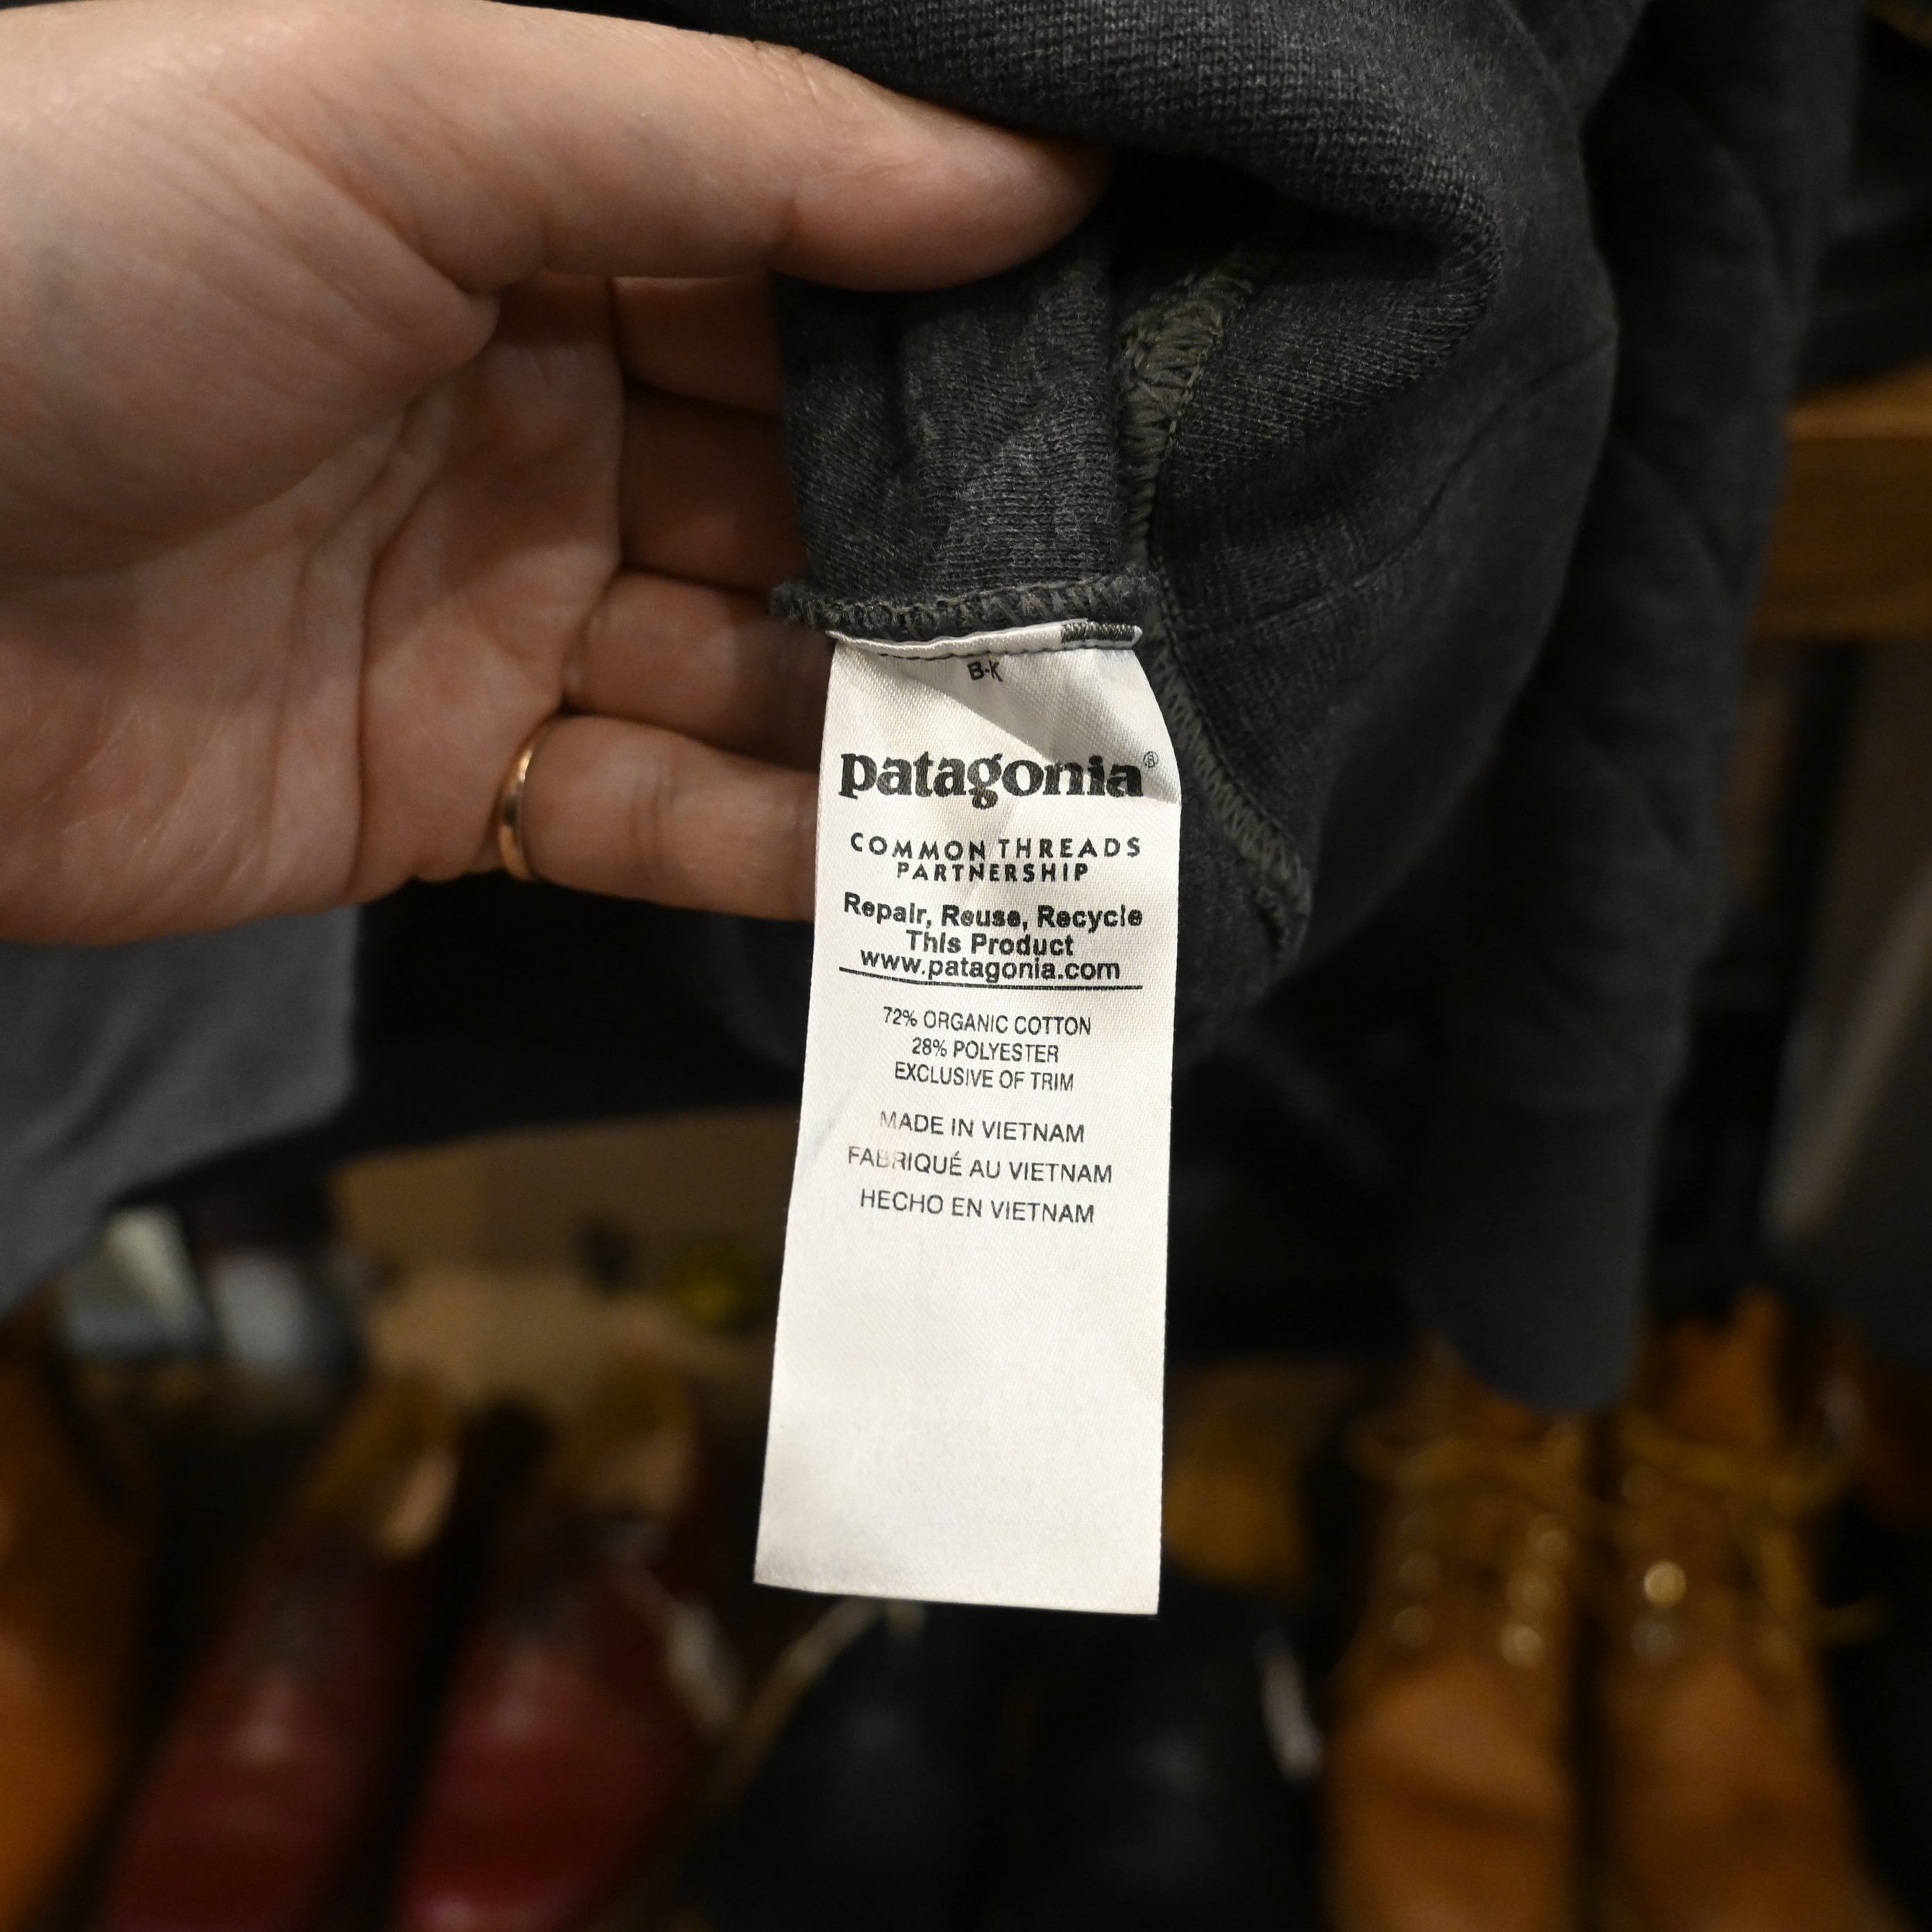 B-K
patagonia®
COMMON THREADS
PARTNERSHIP
Repair, Reuse, Recycle
This Product
www.patagonia.com
72% ORGANIC COTTON
28% POLYESTER
EXCLUSIVE OF TRIM
MADE IN VIETNAM
FABRIQUÉ AU VIETNAM
HECHO EN VIETNAM